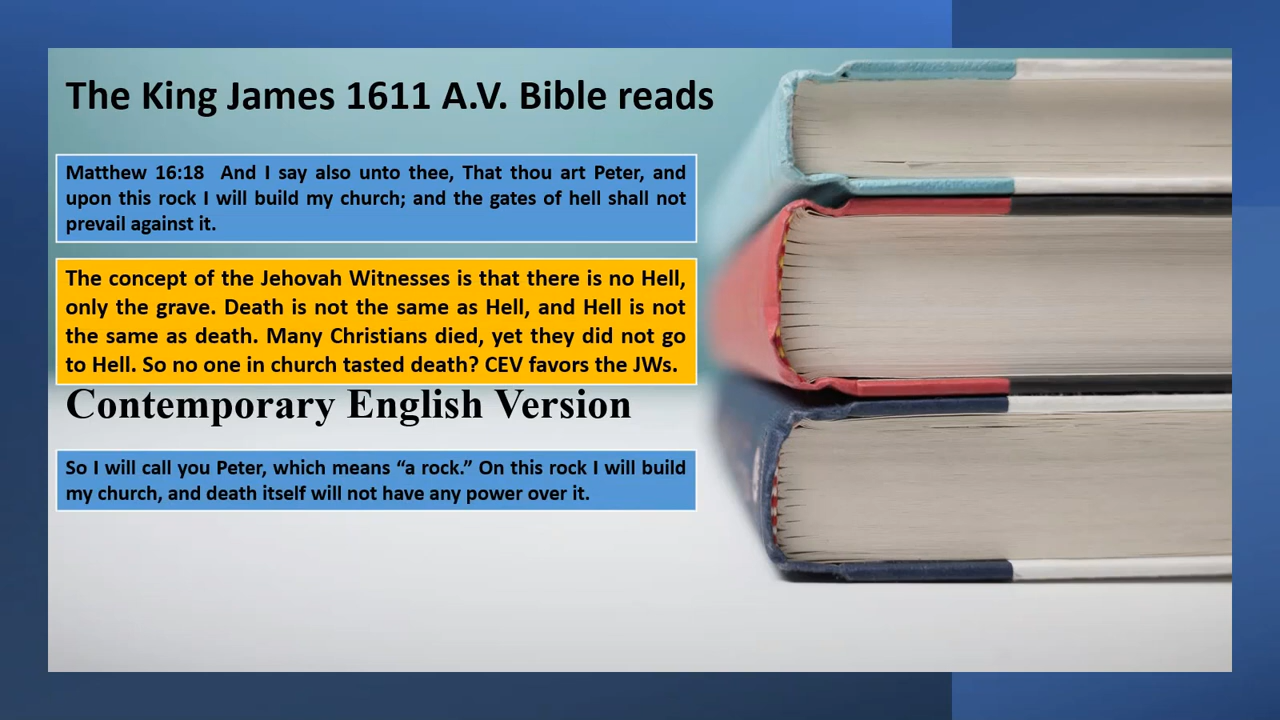 The King James 1611 A.V. Bible reads
Matthew 16:18  And I say also unto thee, That thou art Peter, and
upon this rock I will build my church; and the gates of hell shall not
prevail against it.
The concept of the Jehovah Witnesses is that there is no Hell,
only the grave. Death is not the same as Hell, and Hell is not
the same as death. Many Christians died, yet they did not go
to Hell. So no one in church tasted death? CEV favors the JWs.
Contemporary English Version
So I will call you Peter, which means “a rock.” On this rock I will build
my church, and death itself will not have any power over it.